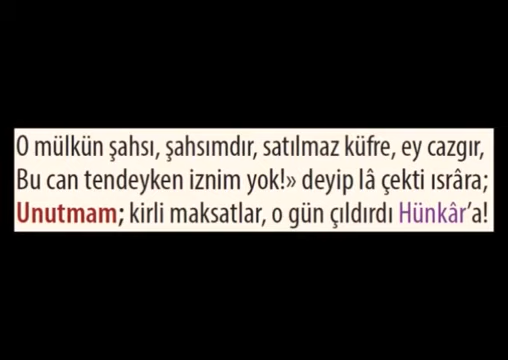 O mülkün şahsı, şahsımdır, satılmaz küfre, ey cazgır,
Bu can tendeyken iznim yok!» deyip lâ çekti ısrâra;
Unutmam; kirli maksatlar, o gün çıldırdı Hünkâr’a!